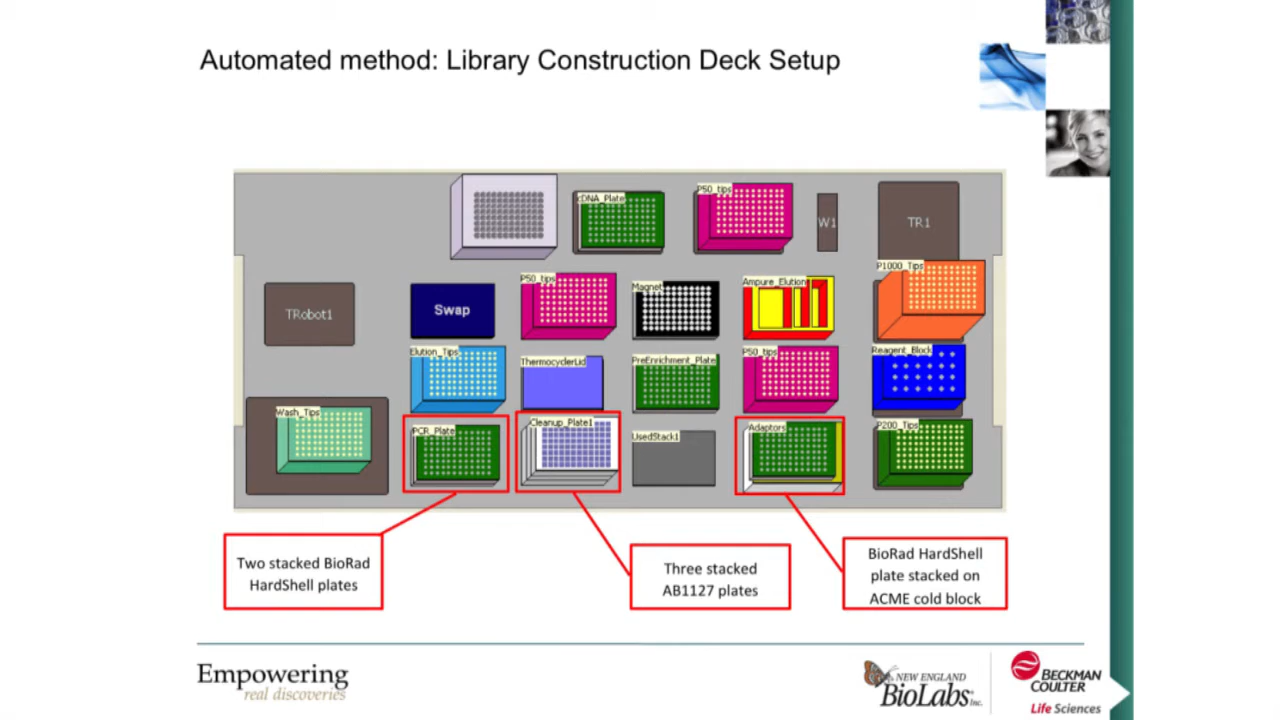 Automated method: Library Construction Deck Setup
cDNA_Plate
P50_tips
W1
TR1
P1000_Tips
TRobot1
Swap
P50_tips
Magnet
Ampure_Elution
Elution_Tips
ThermocyclerLid
PreEnrichment_Plate
P50_tips
Reagent_Block
Wash_Tips
PCR_Plate
Cleanup_Plate1
UsedStack1
Adaptors
P200_Tips
Two stacked BioRad
HardShell plates
Three stacked
AB1127 plates
BioRad HardShell
plate stacked on
ACME cold block
Empowering
real discoveries
NEW ENGLAND
BioLabs Inc.
BECKMAN
COULTER
Life Sciences